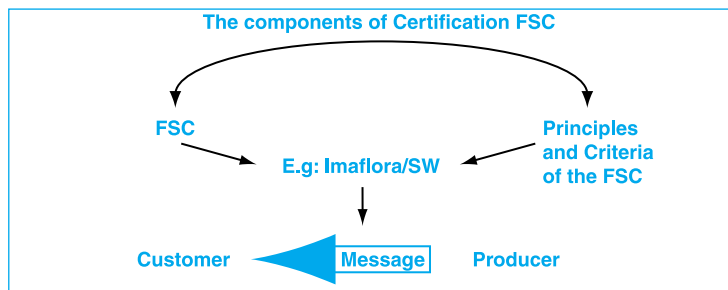 The components of Certification FSC
FSC
Principles
and Criteria
of the FSC
E.g: Imaflora/SW
Customer
Message
Producer